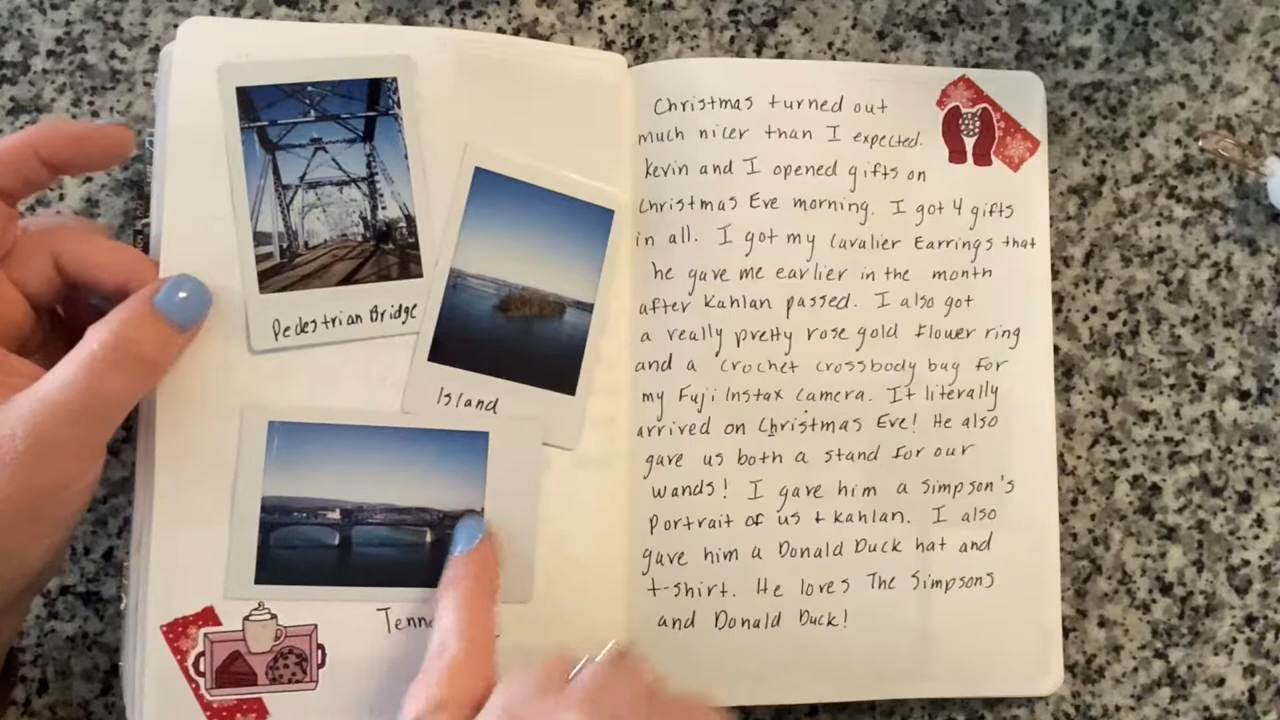 Pedestrian Bridge
Island
Christmas turned out
much nicer than I expected.
Kevin and I opened gifts on
Christmas Eve morning. I got 4 gifts
in all. I got my Cavalier Earrings that
he gave me earlier in the month
after Kahlan passed. I also got
a really pretty rose gold flower ring
and a crochet crossbody bag for
my Fuji Instax Camera. It literally
arrived on Christmas Eve! He also
gave us both a stand for our
wands! I gave him a Simpson's
Portrait of us + Kahlan. I also
gave him a Donald Duck hat and
t-shirt. He loves The Simpsons
and Donald Duck!